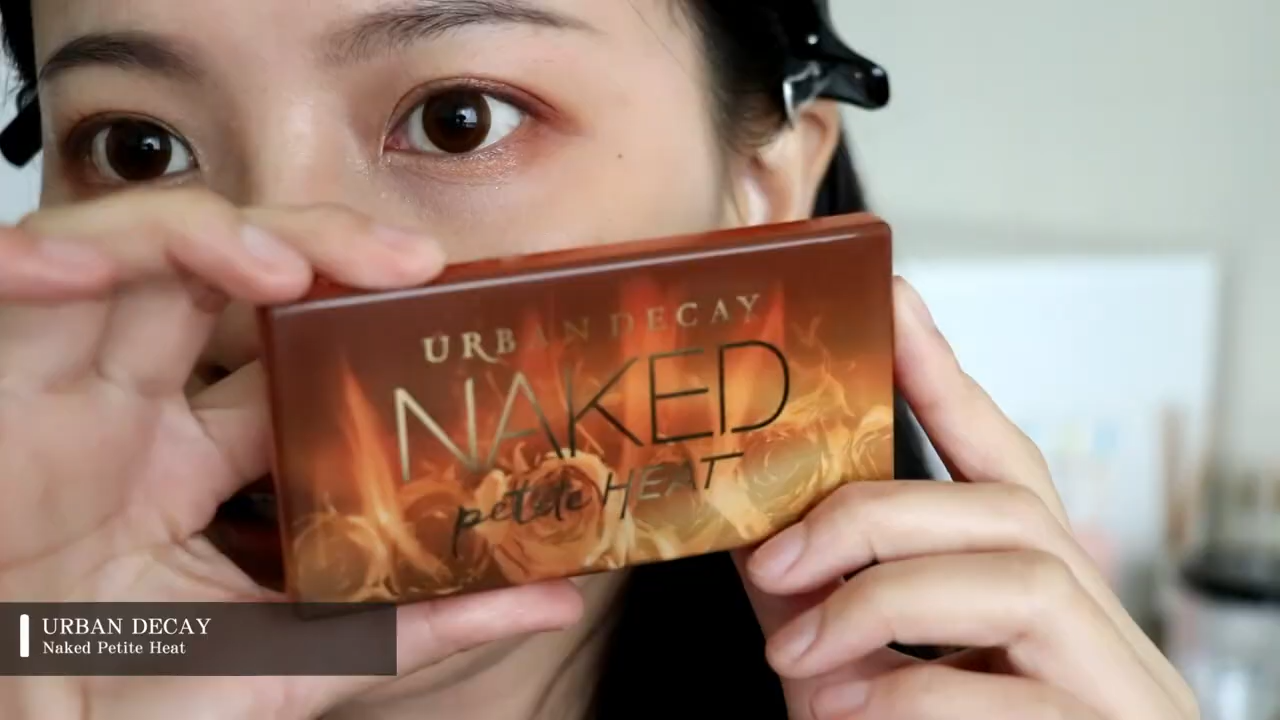 URBAN DECAY
NAKED
petite HEAT
URBAN DECAY
Naked Petite Heat